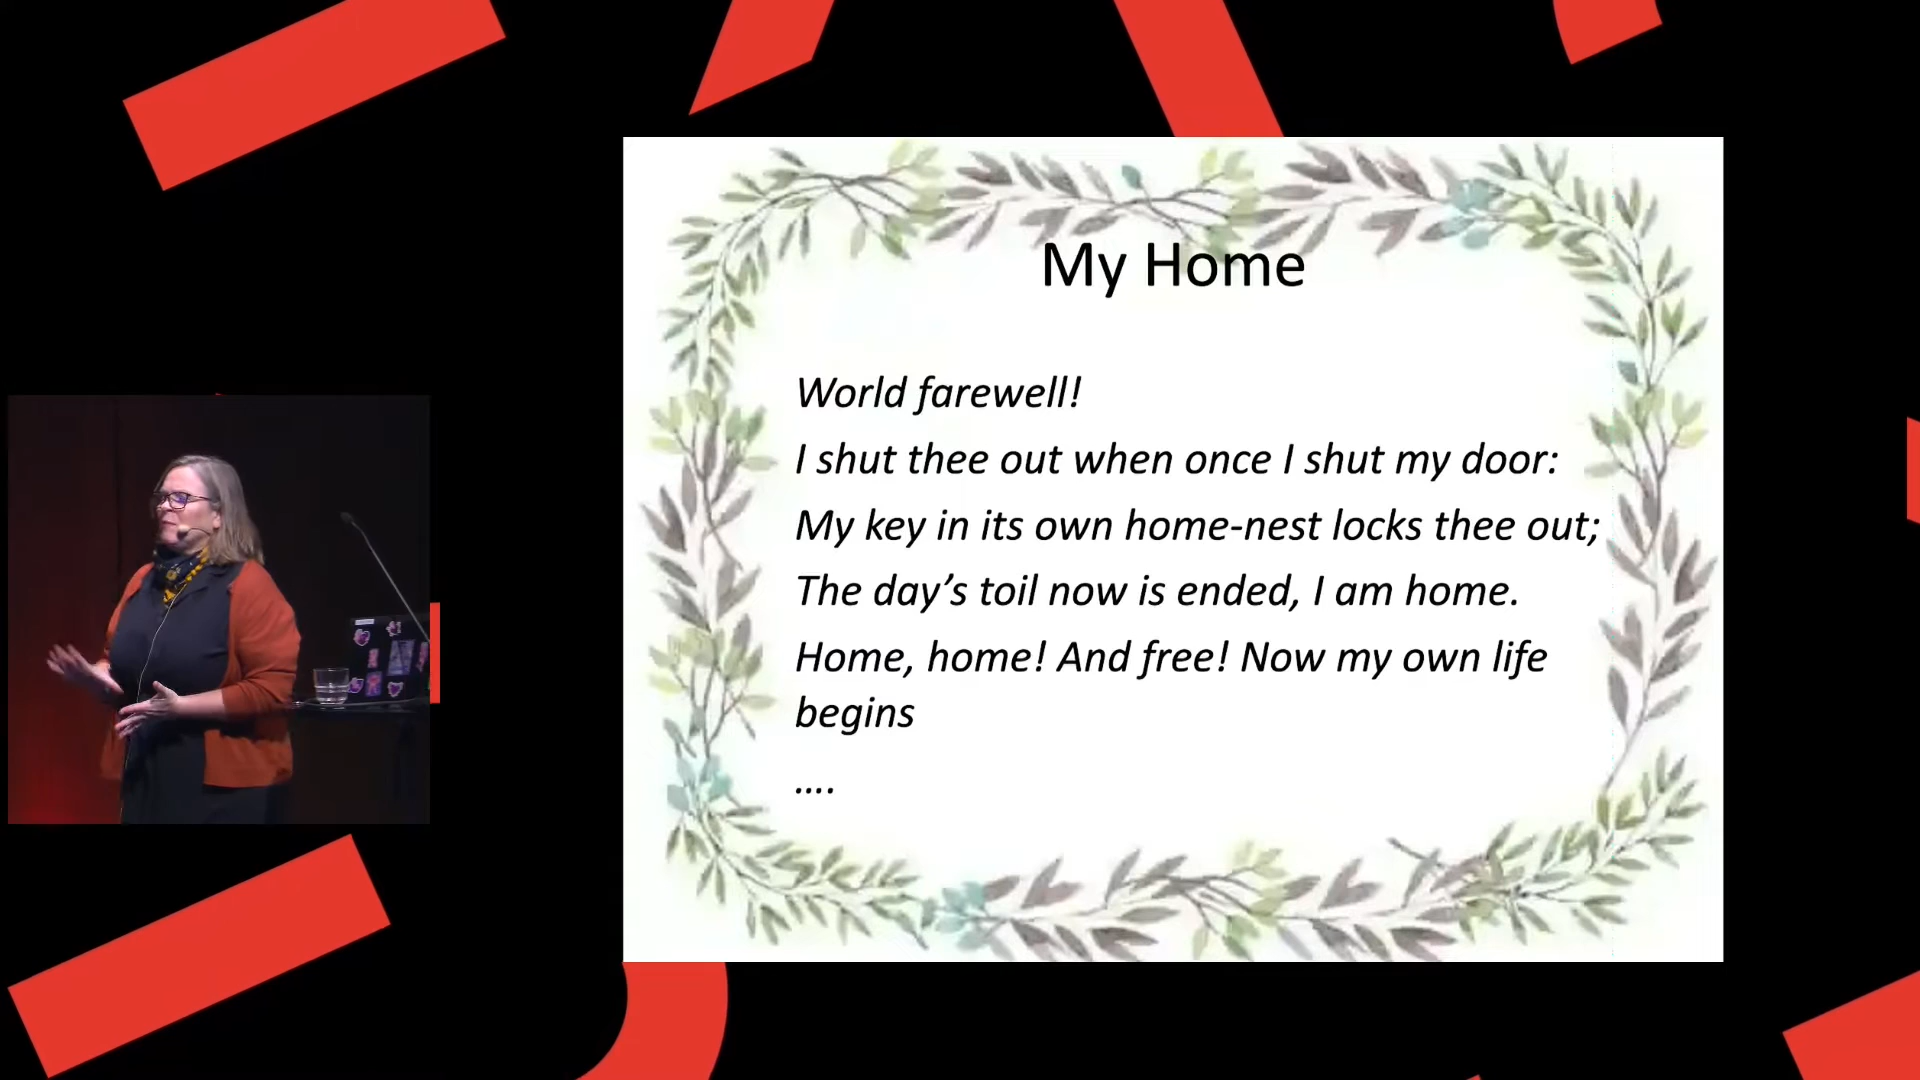 My Home
World farewell!
I shut thee out when once I shut my door:
My key in its own home-nest locks thee out;
The day’s toil now is ended, I am home.
Home, home! And free! Now my own life
begins
....